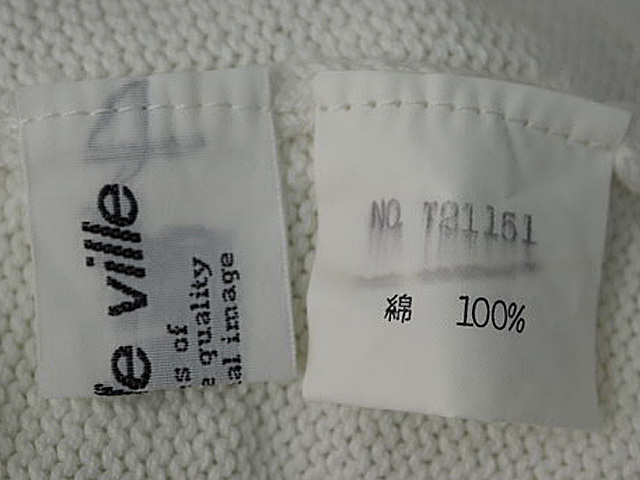 e ville
s of
quality
al image
NO T81151
綿 100%